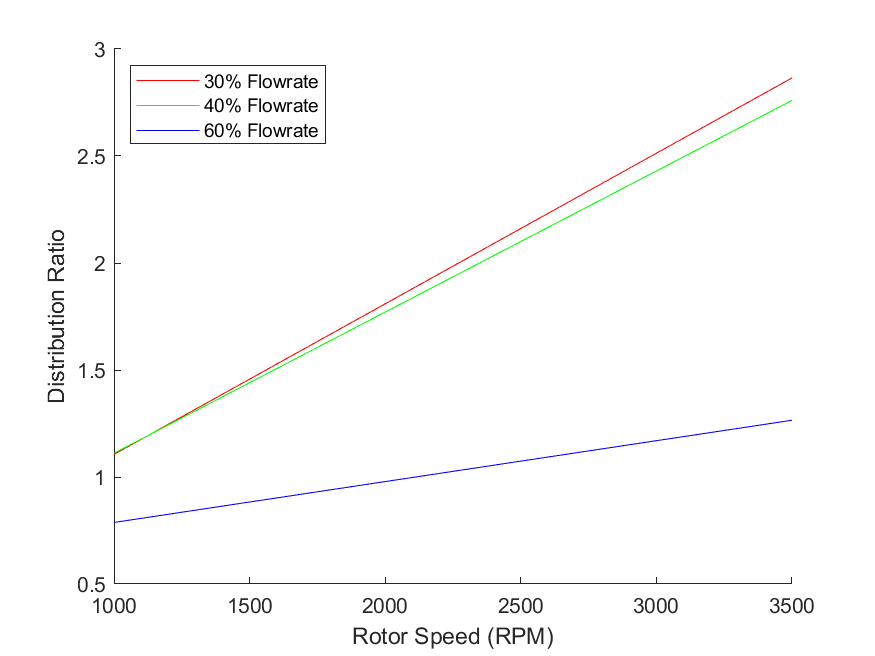 3
30% Flowrate
40% Flowrate
60% Flowrate
2.5
2
Distribution Ratio
1.5
1
0.5
1000 1500 2000 2500 3000 3500
Rotor Speed (RPM)